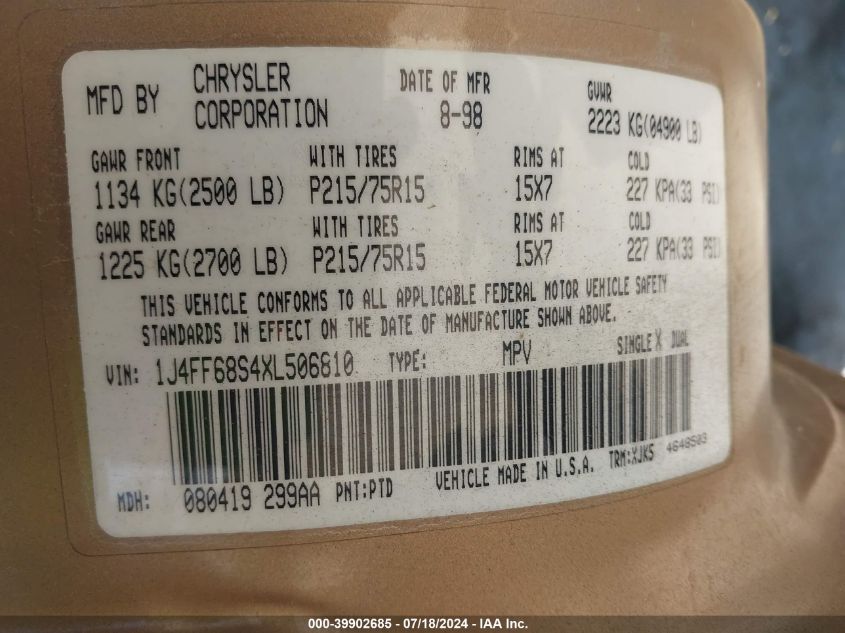 MFD BY CHRYSLER CORPORATION DATE OF MFR 8-98 GVWR 2223 KG(04900 LB)
GAWR FRONT WITH TIRES RIMS AT COLD
1134 KG(2500 LB) P215/75R15 15X7 227 KPA(33 PSI)
GAWR REAR WITH TIRES RIMS AT COLD
1225 KG(2700 LB) P215/75R15 15X7 227 KPA(33 PSI)
THIS VEHICLE CONFORMS TO ALL APPLICABLE FEDERAL MOTOR VEHICLE SAFETY
STANDARDS IN EFFECT ON THE DATE OF MANUFACTURE SHOWN ABOVE.
VIN: 1J4FF68S4XL506810 TYPE: MPV SINGLE X DUAL
MDH: 080419 299AA PNT:PTD VEHICLE MADE IN U.S.A. TRM:XJK5 4648503
000-39902685 / 07/18/2024 - IAA Inc.